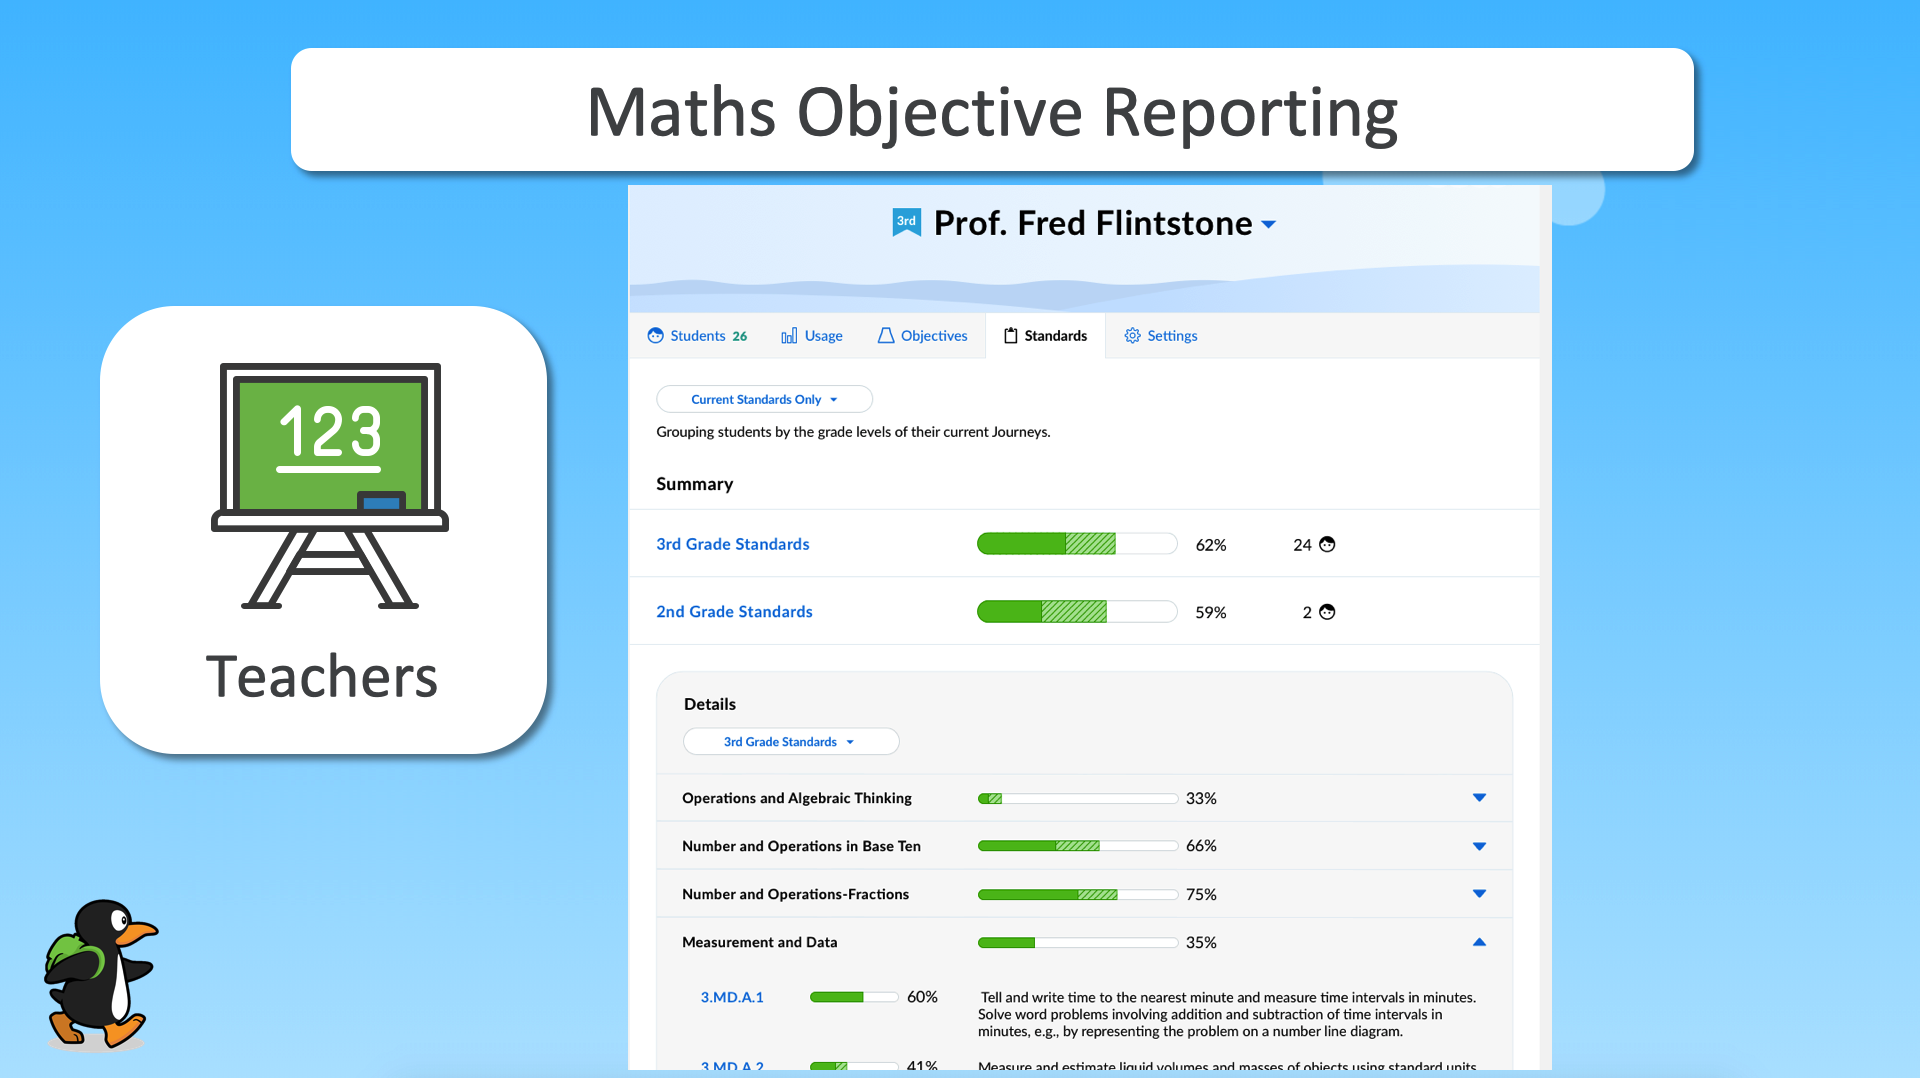 Maths Objective Reporting
3rd Prof. Fred Flintstone
Students 26 Usage Objectives Standards Settings
Current Standards Only
Grouping students by the grade levels of their current Journeys.
Summary
3rd Grade Standards 62% 24
2nd Grade Standards 59% 2
123
Teachers
Details
3rd Grade Standards
Operations and Algebraic Thinking 33%
Number and Operations in Base Ten 66%
Number and Operations-Fractions 75%
Measurement and Data 35%
3.MD.A.1 60% Tell and write time to the nearest minute and measure time intervals in minutes.
Solve word problems involving addition and subtraction of time intervals in
minutes, e.g., by representing the problem on a number line diagram.
3.MD.A.2 41% Measure and estimate liquid volumes and masses of objects using standard units